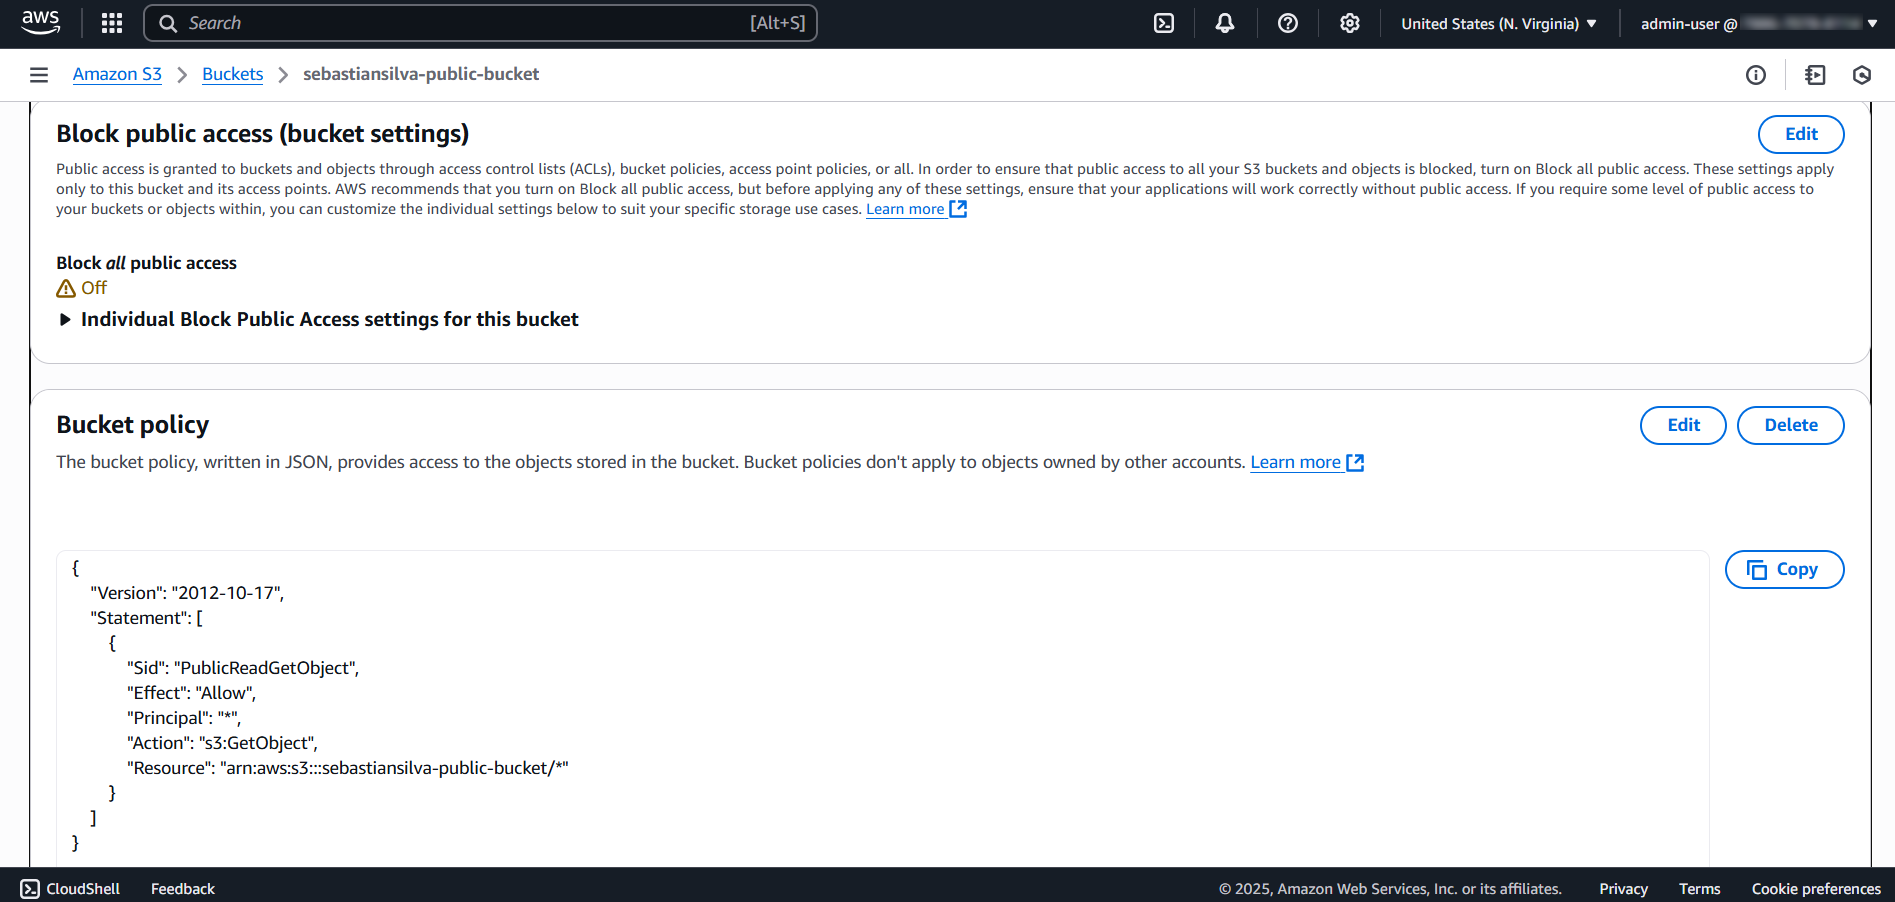 aws
Search [Alt+S]
United States (N. Virginia)
admin-user @
Amazon S3 > Buckets > sebastiansilva-public-bucket
Block public access (bucket settings)
Edit
Public access is granted to buckets and objects through access control lists (ACLs), bucket policies, access point policies, or all. In order to ensure that public access to all your S3 buckets and objects is blocked, turn on Block all public access. These settings apply
only to this bucket and its access points. AWS recommends that you turn on Block all public access, but before applying any of these settings, ensure that your applications will work correctly without public access. If you require some level of public access to
your buckets or objects within, you can customize the individual settings below to suit your specific storage use cases. Learn more
Block all public access
Off
Individual Block Public Access settings for this bucket
Bucket policy
Edit
Delete
The bucket policy, written in JSON, provides access to the objects stored in the bucket. Bucket policies don't apply to objects owned by other accounts. Learn more
Copy
{
"Version": "2012-10-17",
"Statement": [
{
"Sid": "PublicReadGetObject",
"Effect": "Allow",
"Principal": "*",
"Action": "s3:GetObject",
"Resource": "arn:aws:s3:::sebastiansilva-public-bucket/*"
}
]
}
CloudShell
Feedback
© 2025, Amazon Web Services, Inc. or its affiliates.
Privacy
Terms
Cookie preferences